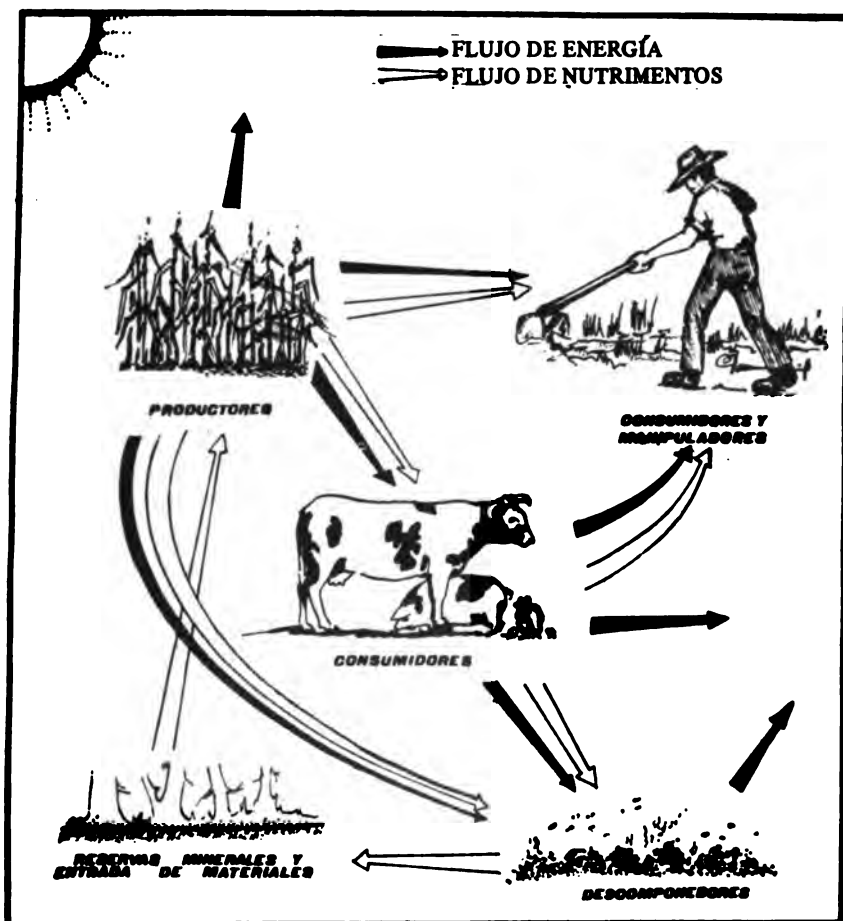 FLUJO DE ENERGÍA
FLUJO DE NUTRIMENTOS
PRODUCTORES
CONSUMIDORES Y
MANIPULADORES
CONSUMIDORES
RESERVAS MINERALES Y
ENTRADA DE MATERIALES
DESCOMPONEDORES